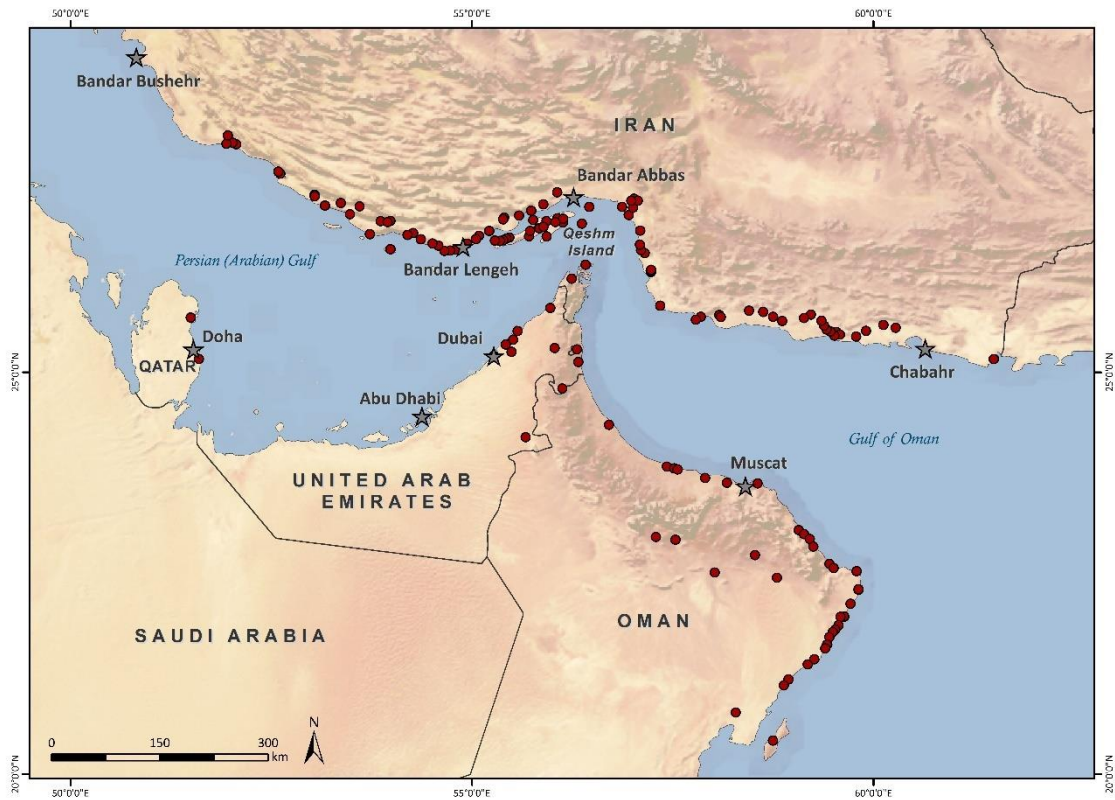 50°0'0"E 55°0'0"E 60°0'0"E
Bandar Bushehr
IRAN
Bandar Abbas
Qeshm
Island
Persian (Arabian) Gulf
Bandar Lengeh
Doha
QATAR
Dubai
25°0'0"N
25°0'0"N
Chabahr
Abu Dhabi
Gulf of Oman
Muscat
UNITED ARAB
EMIRATES
OMAN
SAUDI ARABIA
N
0 150 300
km
20°0'0"N
20°0'0"N
50°0'0"E 55°0'0"E 60°0'0"E